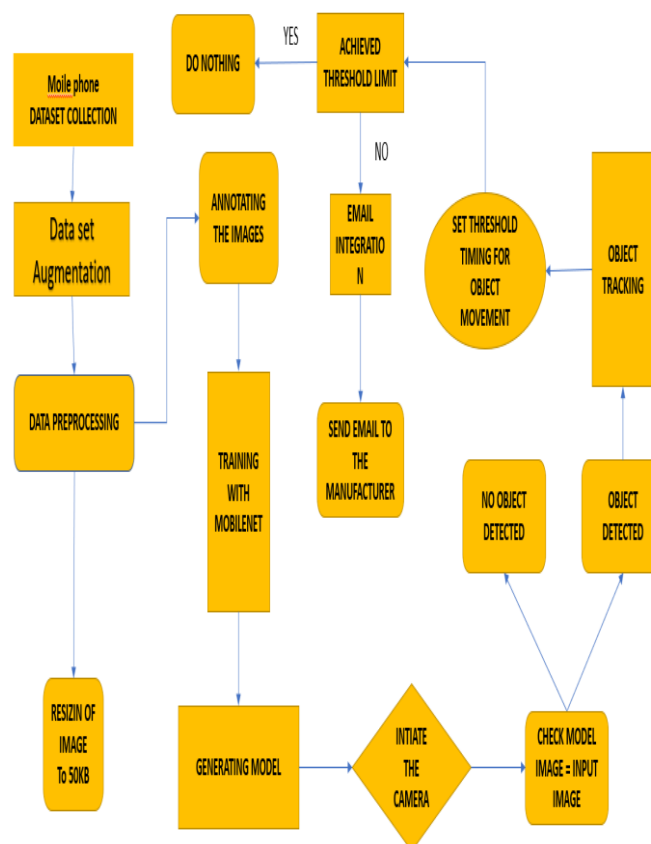 Moile phone
DATASET COLLECTION
Data set
Augmentation
DATA PREPROCESSING
RESIZIN OF
IMAGE
To 50KB
ANNOTATING
THE IMAGES
TRAINING
WITH
MOBILENET
GENERATING MODEL
INTIATE
THE
CAMERA
CHECK MODEL
IMAGE = INPUT
IMAGE
NO OBJECT
DETECTED
OBJECT
DETECTED
OBJECT
TRACKING
SET THRESHOLD
TIMING FOR
OBJECT
MOVEMENT
ACHIEVED
THRESHOLD LIMIT
YES
DO NOTHING
NO
EMAIL
INTEGRATIO
N
SEND EMAIL TO
THE
MANUFACTURER